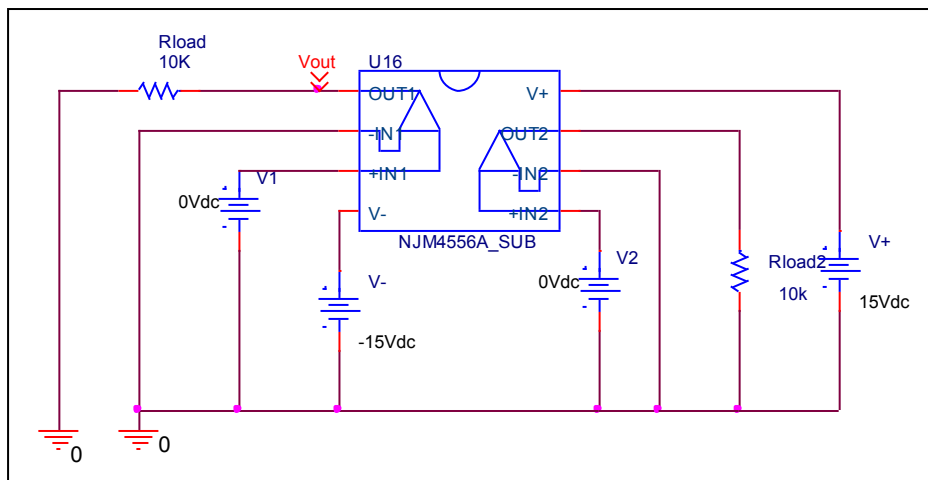 Rload
10K
Vout
U16
OUT1
V+
-IN1
OUT2
+IN1
-IN2
V-
+IN2
NJM4556A_SUB
V1
0Vdc
V-
-15Vdc
V2
0Vdc
Rload2
10k
V+
15Vdc
0
0